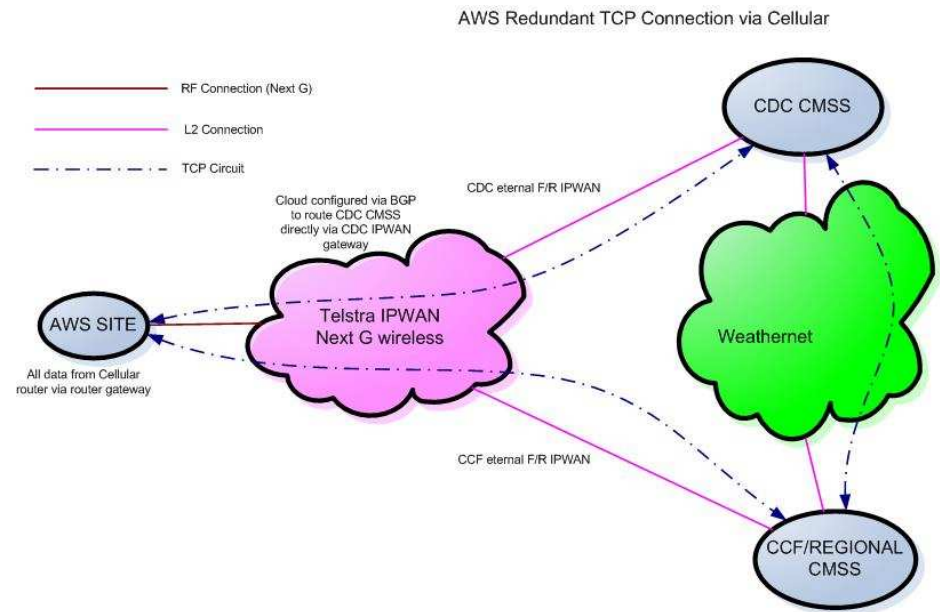 AWS Redundant TCP Connection via Cellular
RF Connection (Next G)
L2 Connection
TCP Circuit
CDC CMSS
CDC eternal F/R IPWAN
Cloud configured via BGP
to route CDC CMSS
directly via CDC IPWAN
gateway
Telstra IPWAN
Next G wireless
AWS SITE
All data from Cellular
router via router gateway
Weathernet
CCF eternal F/R IPWAN
CCF/REGIONAL
CMSS